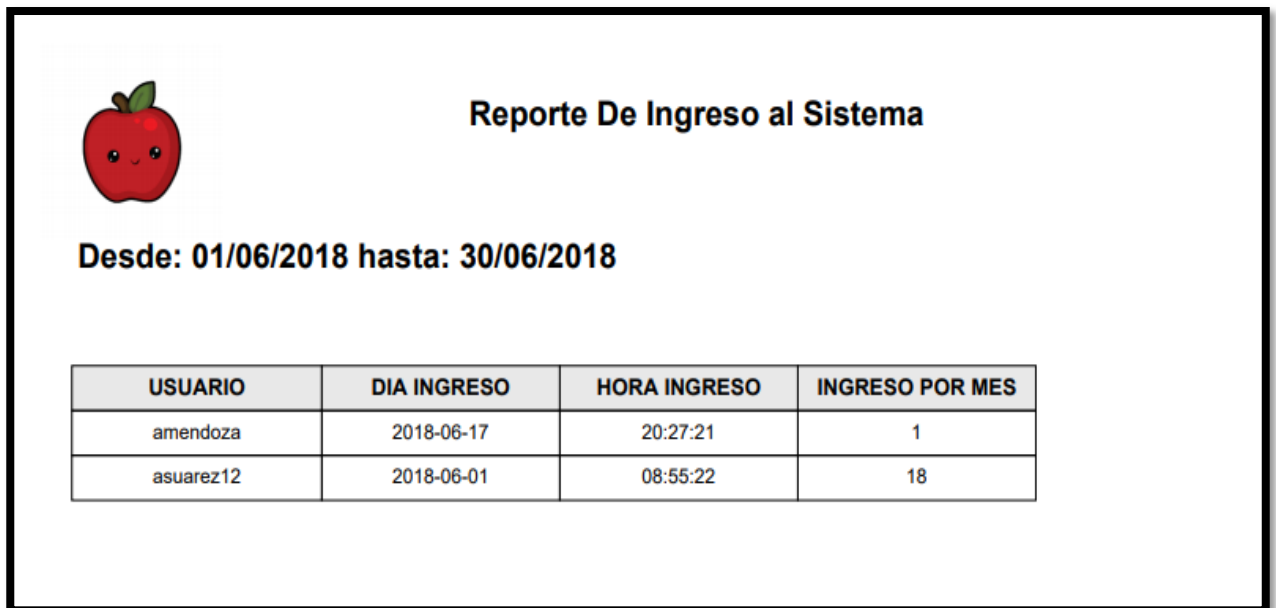 Reporte De Ingreso al Sistema
Desde: 01/06/2018 hasta: 30/06/2018
USUARIO DIA INGRESO HORA INGRESO INGRESO POR MES
amendoza 2018-06-17 20:27:21 1
asuarez12 2018-06-01 08:55:22 18